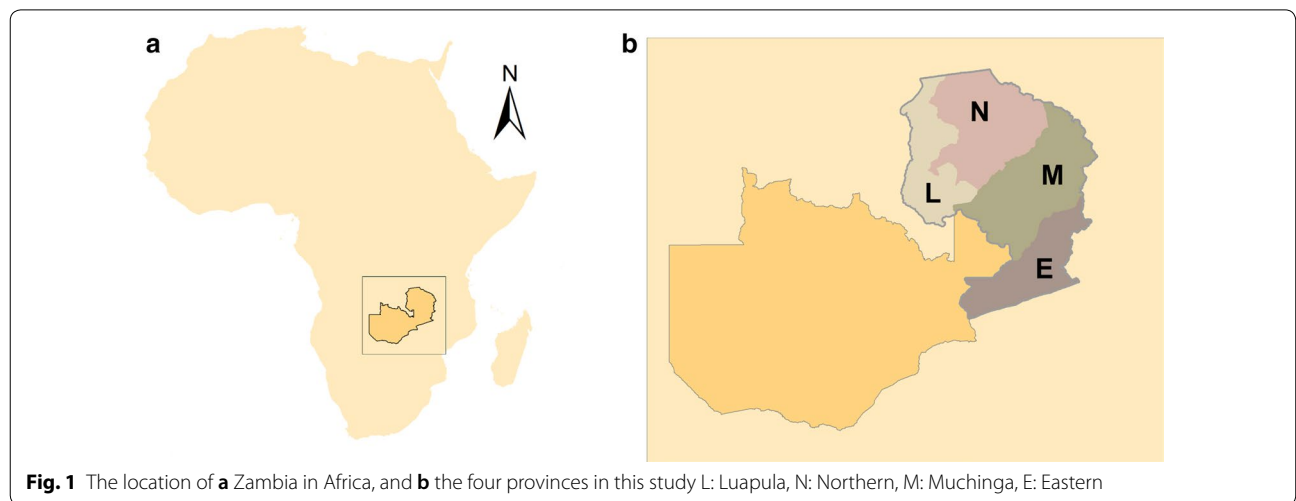 a
N
b
N
M
L
E
Fig. 1 The location of a Zambia in Africa, and b the four provinces in this study L: Luapula, N: Northern, M: Muchinga, E: Eastern